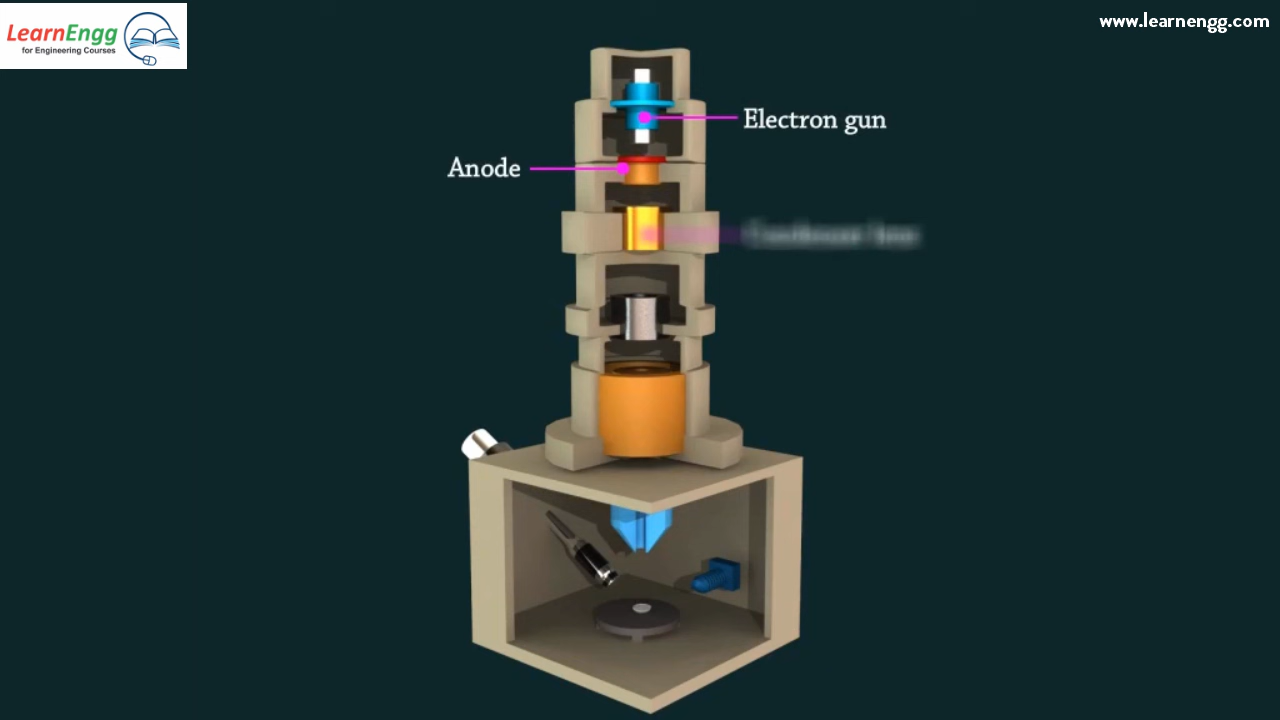 LearnEngg
for Engineering Courses
www.learnengg.com
Electron gun
Anode